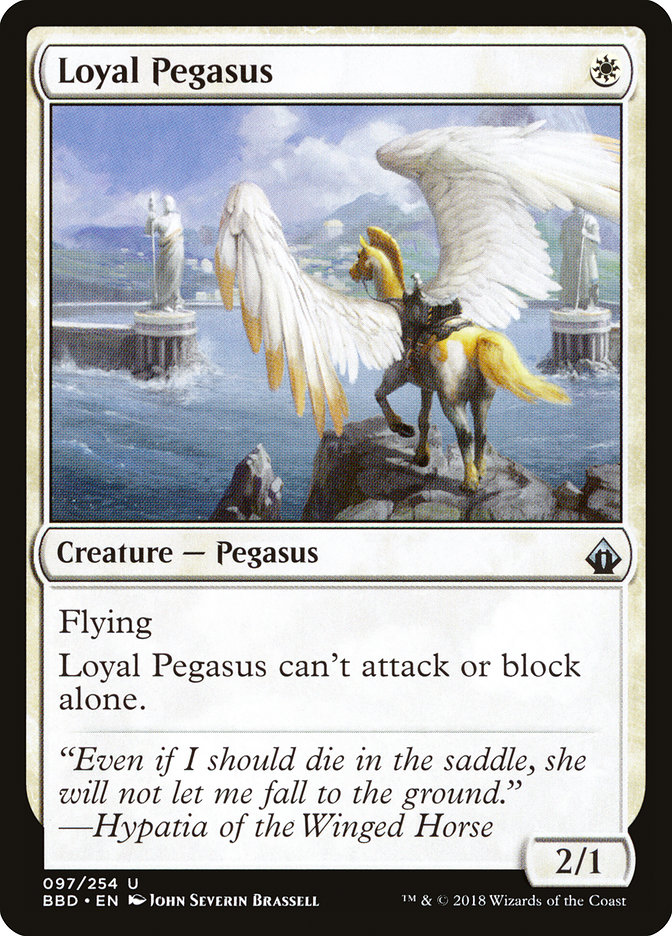 Loyal Pegasus
Creature — Pegasus
Flying
Loyal Pegasus can't attack or block
alone.
“Even if I should die in the saddle, she
will not let me fall to the ground.”
—Hypatia of the Winged Horse
2/1
097/254 U
BBD • EN John Severin Brassell
™ & © 2018 Wizards of the Coast